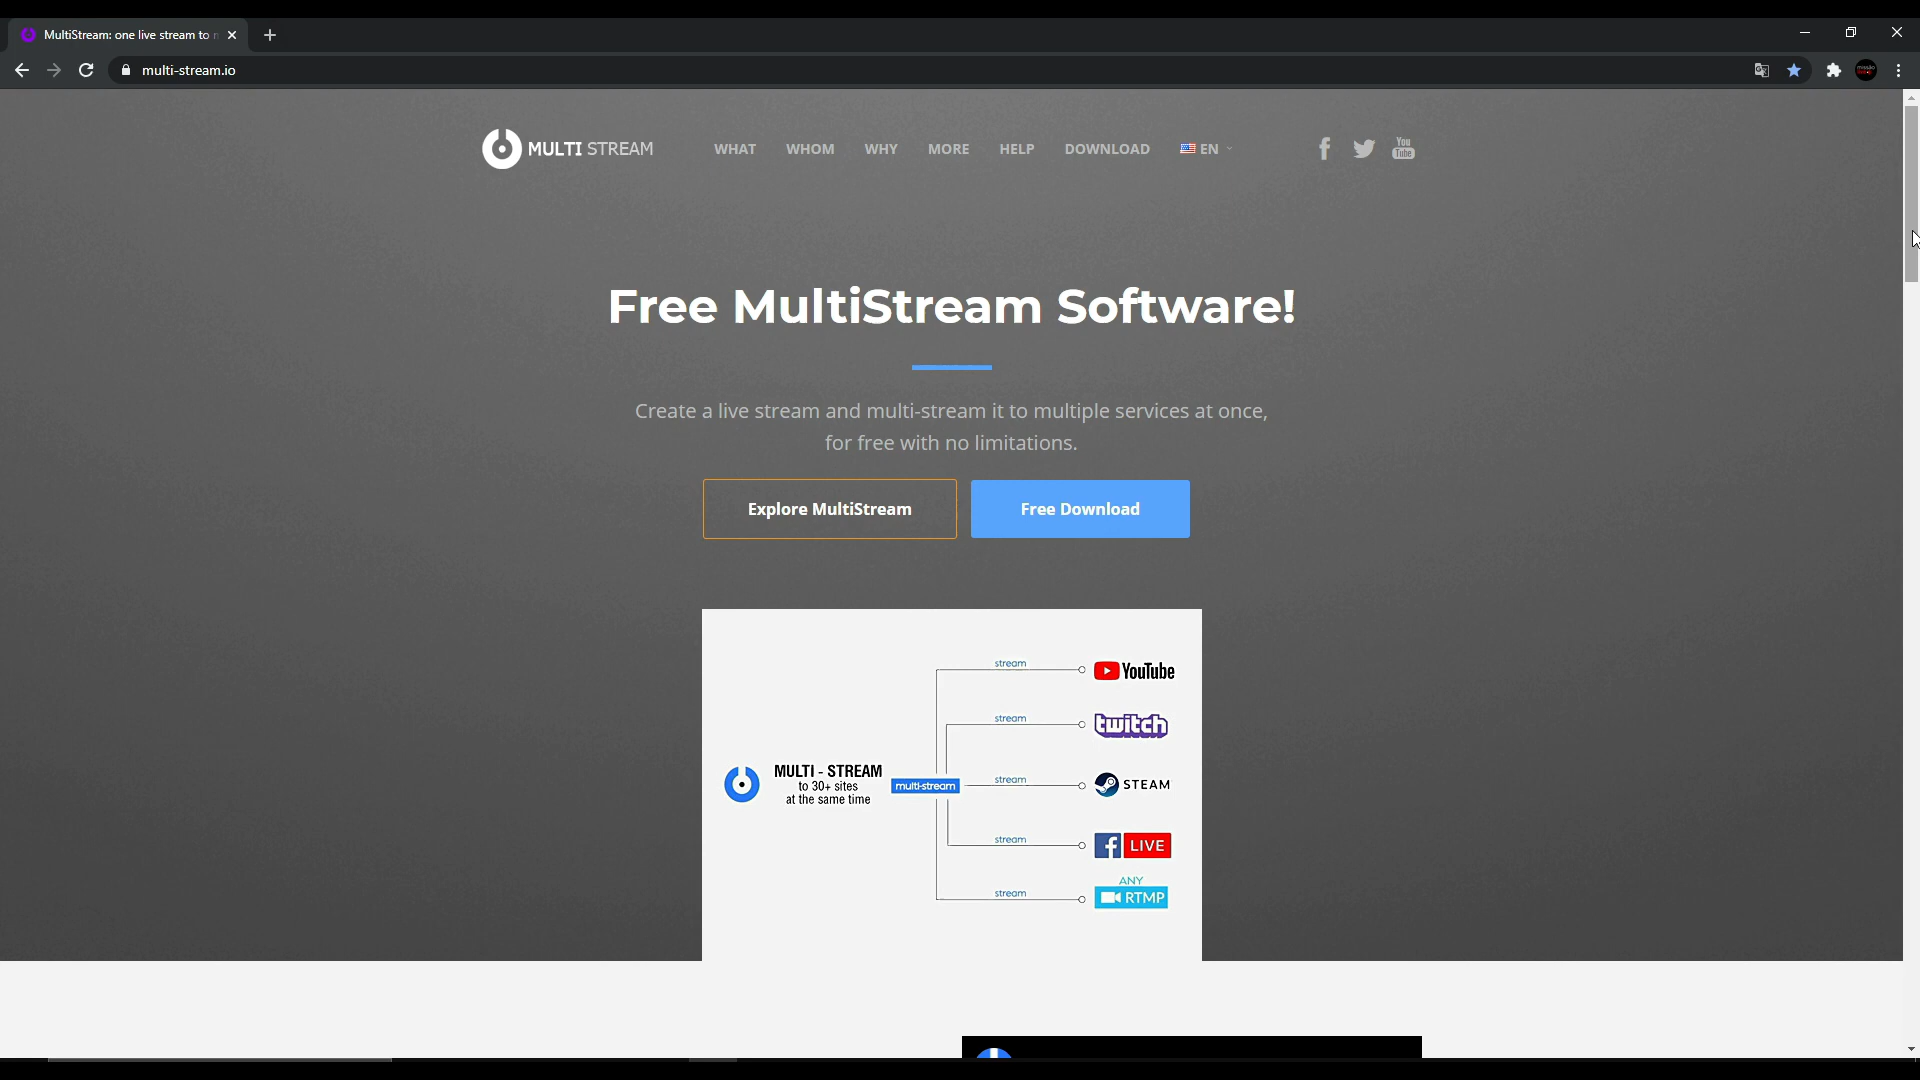 MultiStream: one live stream to
multi-stream.io
MULTI STREAM
WHAT
WHOM
WHY
MORE
HELP
DOWNLOAD
EN
You
Tube
Free MultiStream Software!
Create a live stream and multi-stream it to multiple services at once,
for free with no limitations.
Explore MultiStream
Free Download
stream
YouTube
stream
twitch
MULTI - STREAM
to 30+ sites
at the same time
multi-stream
stream
STEAM
stream
LIVE
ANY
stream
RTMP